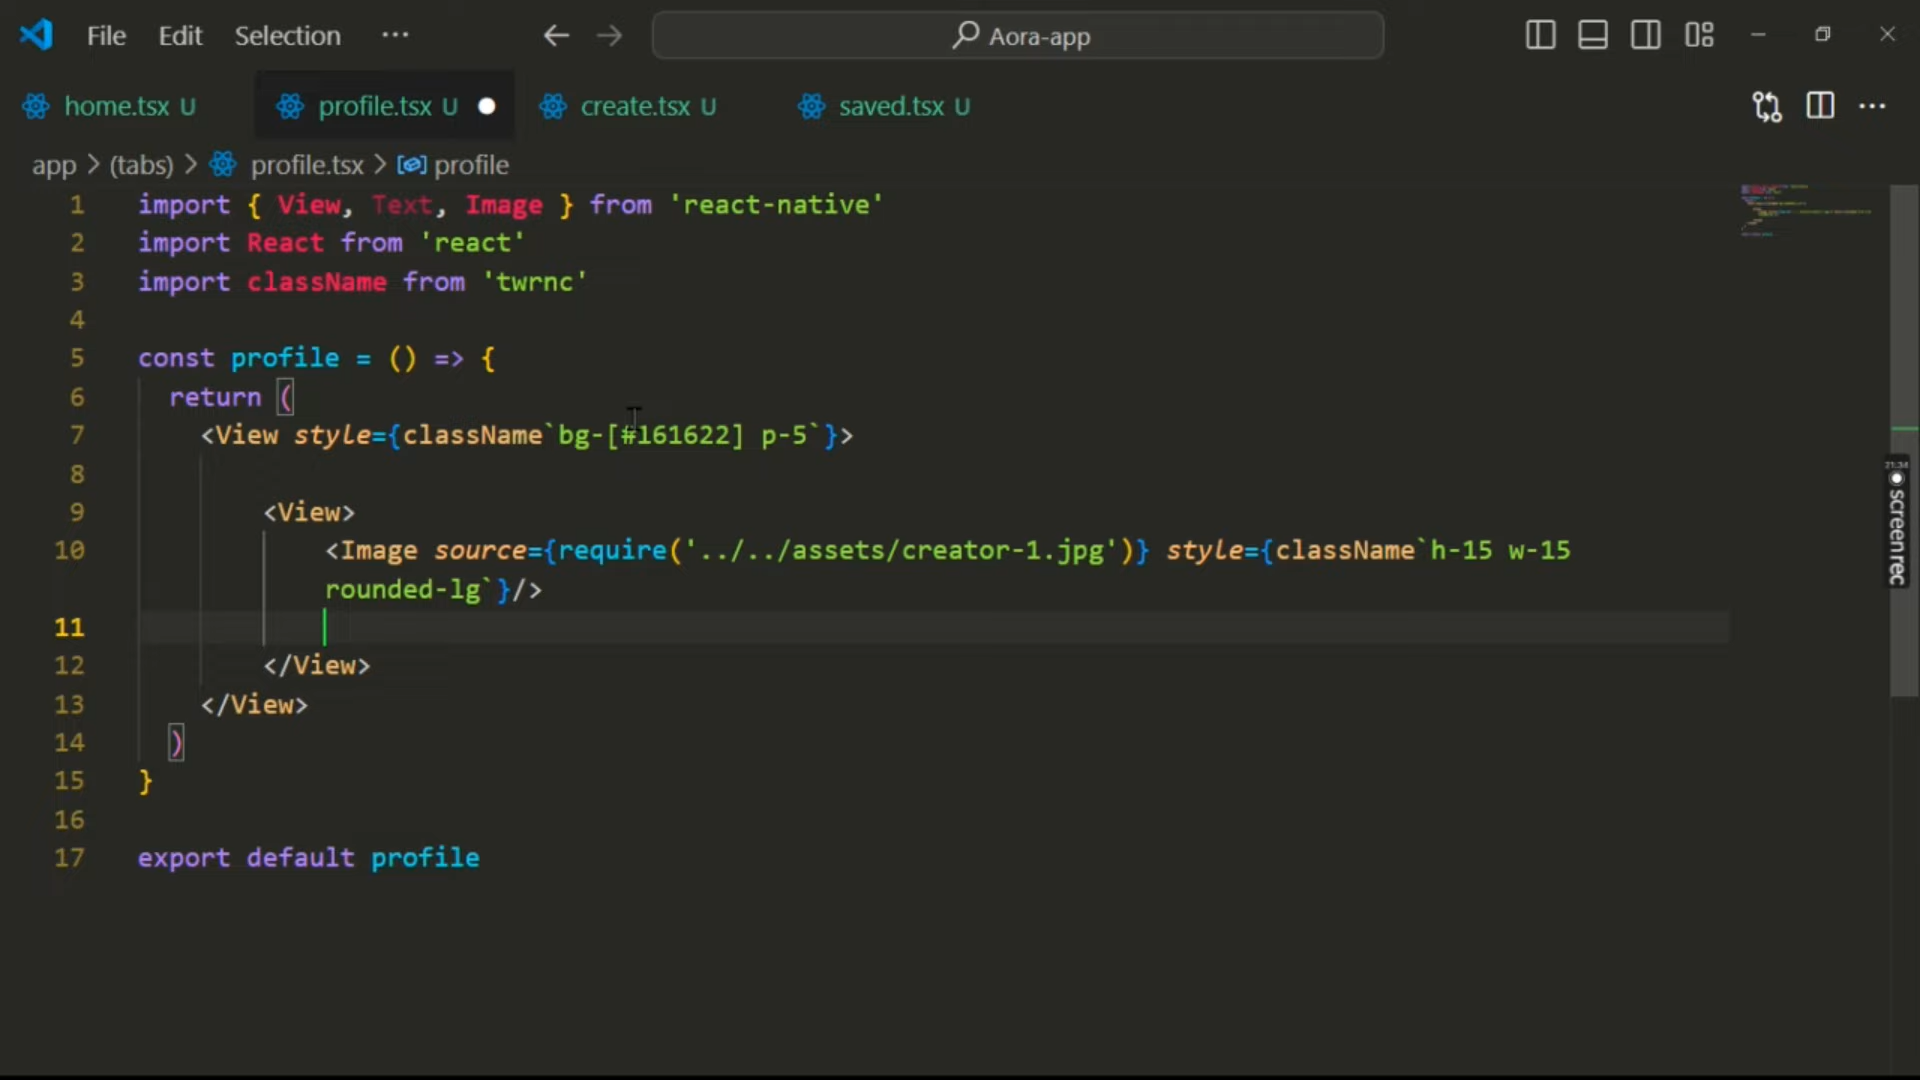 File Edit Selection ··· Aora-app
home.tsx U profile.tsx U create.tsx U saved.tsx U
app > (tabs) > profile.tsx > profile
1 import { View, Text, Image } from 'react-native'
2 import React from 'react'
3 import className from 'twrnc'
4
5 const profile = () => {
6 return (
7 <View style={className`bg-[#161622] p-5`}>
8
9 <View>
10 <Image source={require('../../assets/creator-1.jpg')} style={className`h-15 w-15
rounded-lg`}/>
11
12 </View>
13 </View>
14 )
15 }
16
17 export default profile
21:34
screen rec